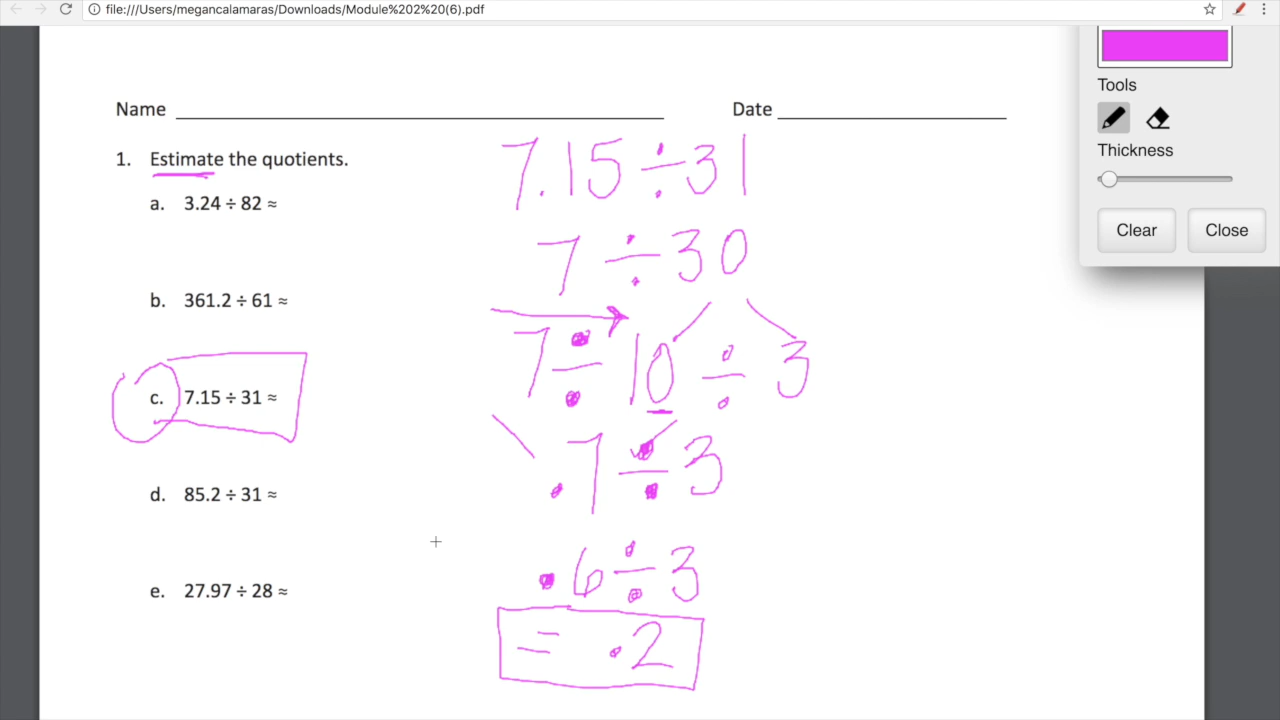 file:///Users/megancalamaras/Downloads/Module%202%20(6).pdf
Tools
Thickness
Clear Close
Name Date
1. Estimate the quotients.
a. 3.24 ÷ 82 ≈
b. 361.2 ÷ 61 ≈
c. 7.15 ÷ 31 ≈
d. 85.2 ÷ 31 ≈
e. 27.97 ÷ 28 ≈
7.15 ÷ 31
7 ÷ 30
7 ÷ 10 ÷ 3
.7 ÷ 3
.6 ÷ 3
= .2